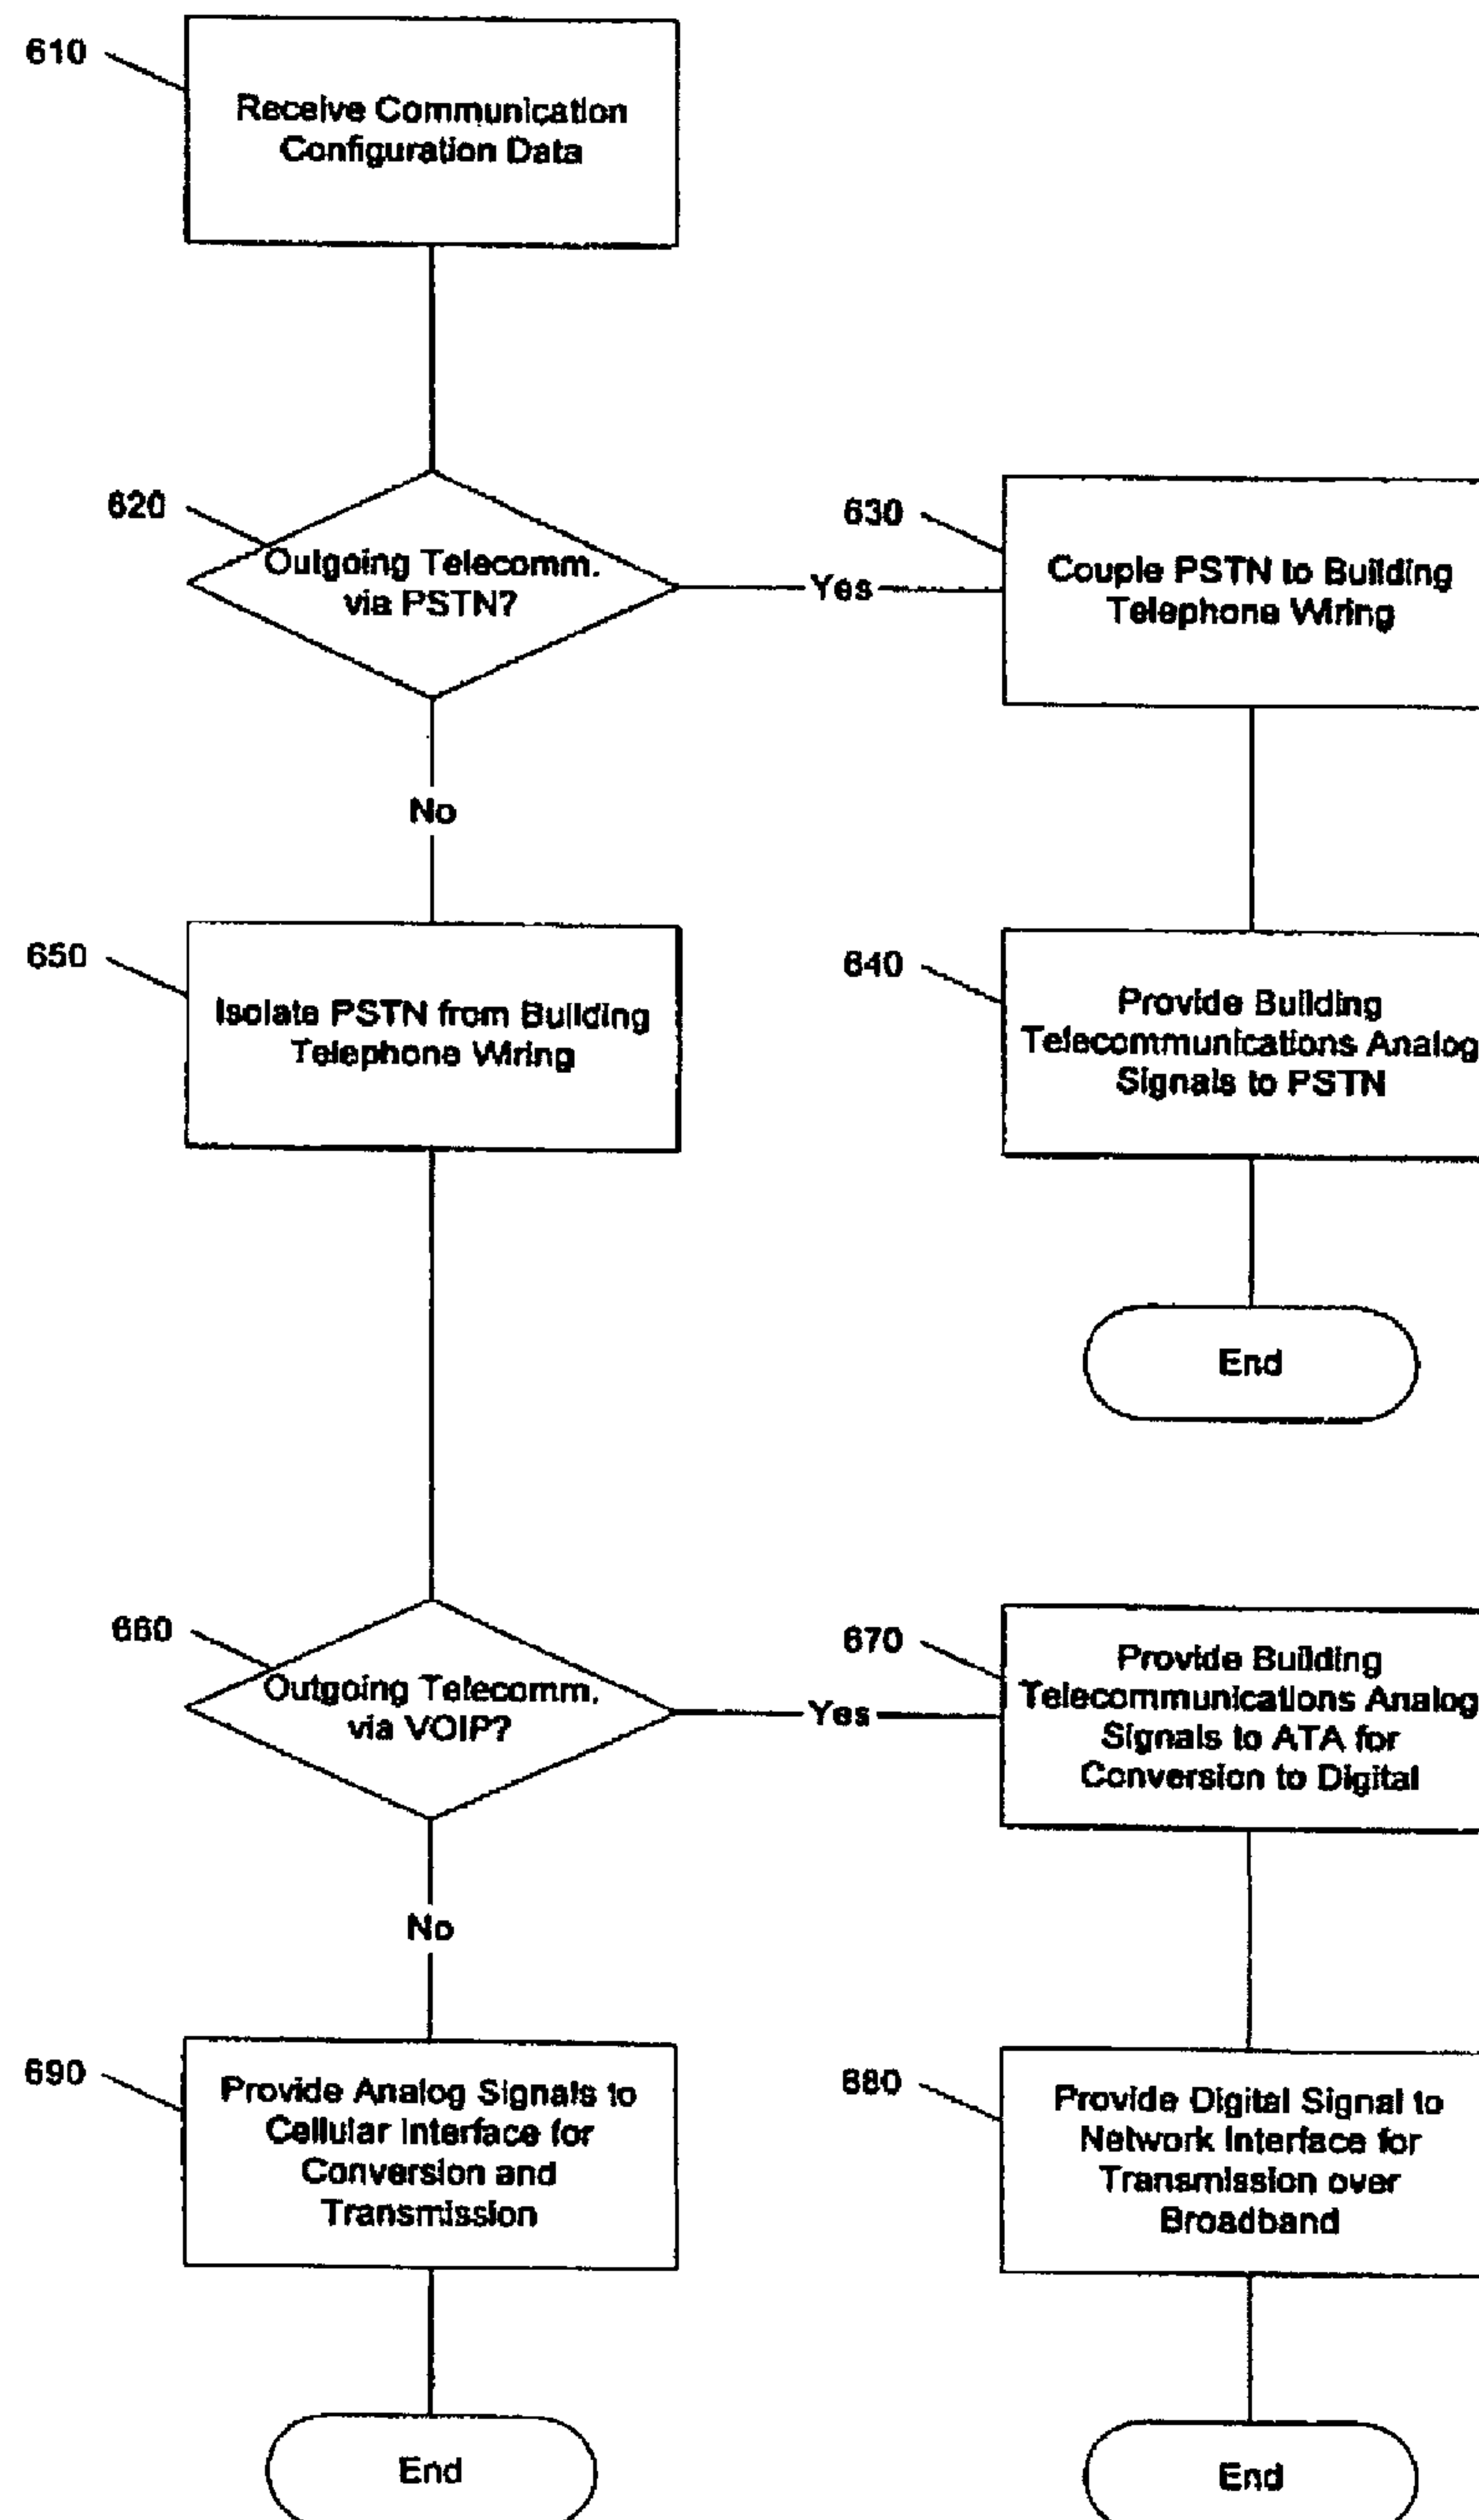 610
Receive Communication
Configuration Data
620
Outgoing Telecomm.
via PSTN?
Yes
630
Couple PSTN to Building
Telephone Wiring
No
650
Isolate PSTN from Building
Telephone Wiring
640
Provide Building
Telecommunications Analog
Signals to PSTN
End
660
Outgoing Telecomm.
via VOIP?
Yes
670
Provide Building
Telecommunications Analog
Signals to ATA for
Conversion to Digital
No
690
Provide Analog Signals to
Cellular Interface for
Conversion and
Transmission
680
Provide Digital Signal to
Network Interface for
Transmission over
Broadband
End
End